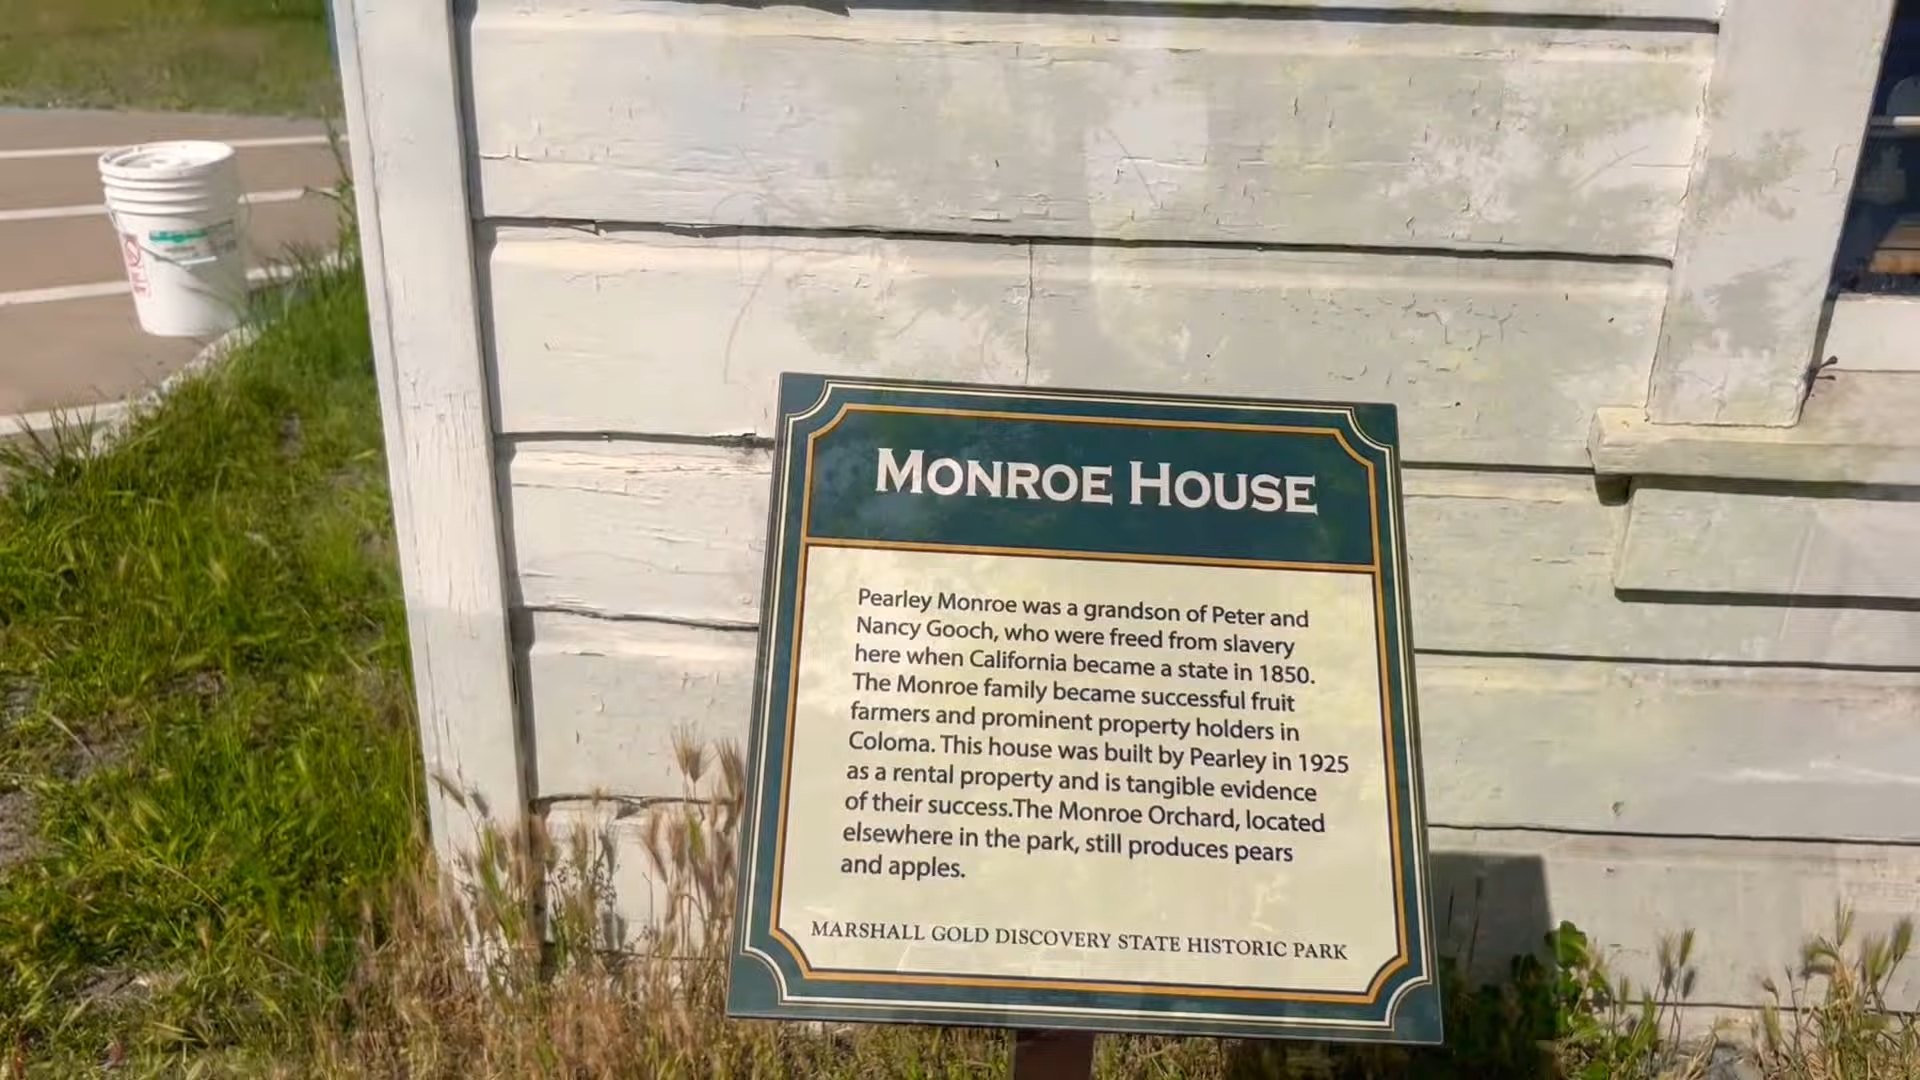 MONROE HOUSE
Pearley Monroe was a grandson of Peter and
Nancy Gooch, who were freed from slavery
here when California became a state in 1850.
The Monroe family became successful fruit
farmers and prominent property holders in
Coloma. This house was built by Pearley in 1925
as a rental property and is tangible evidence
of their success.The Monroe Orchard, located
elsewhere in the park, still produces pears
and apples.
MARSHALL GOLD DISCOVERY STATE HISTORIC PARK